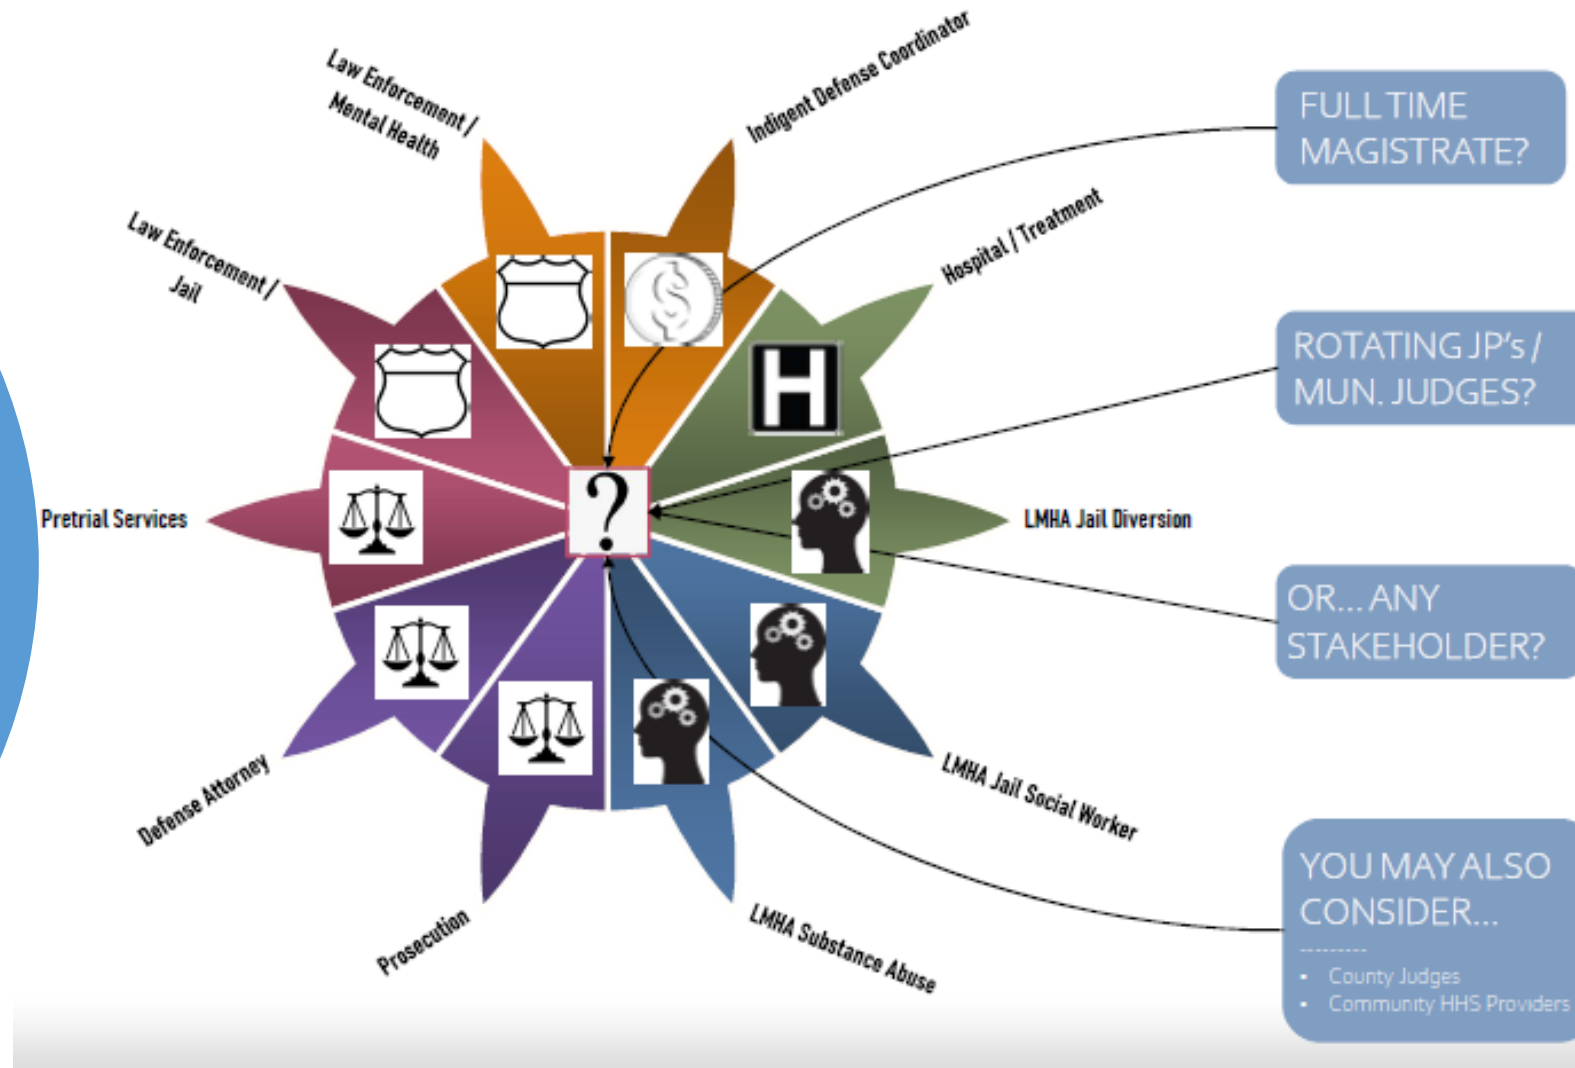 Law Enforcement /
Mental Health
Indigent Defense Coordinator
FULL TIME
MAGISTRATE?
Law Enforcement /
Jail
Hospital / Treatment
$
H
ROTATING JP's /
MUN. JUDGES?
Pretrial Services
?
LMHA Jail Diversion
OR... ANY
STAKEHOLDER?
Defense Attorney
LMHA Jail Social Worker
Prosecution
LMHA Substance Abuse
YOU MAY ALSO
CONSIDER...
---------
• County Judges
• Community HHS Providers